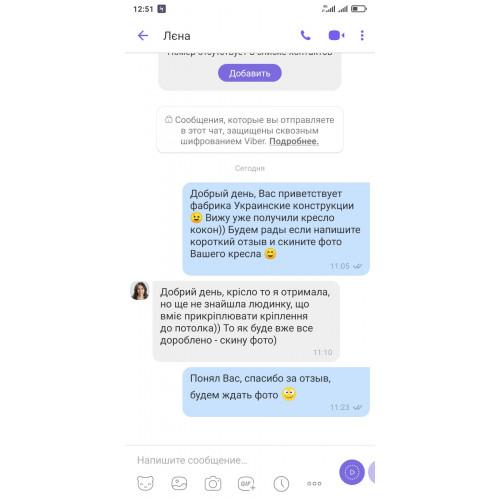 12:51
Лєна
Номер отсутствует в списке контактов
Добавить
Сообщения, которые вы отправляете
в этот чат, защищены сквозным
шифрованием Viber. Подробнее.
Сегодня
Добрый день, Вас приветствует
фабрика Украинские конструкции
😉 Вижу уже получили кресло
кокон)) Будем рады если напишите
короткий отзыв и скините фото
Вашего кресла 😄
11:05
Добрий день, крісло то я отримала,
но ще не знайшла людинку, що
вміє прикріплювати кріплення
до потолка)) То як буде вже все
дороблено - скину фото)
11:10
Понял Вас, спасибо за отзыв,
будем ждать фото
11:23
Напишите сообщение...
GIF+